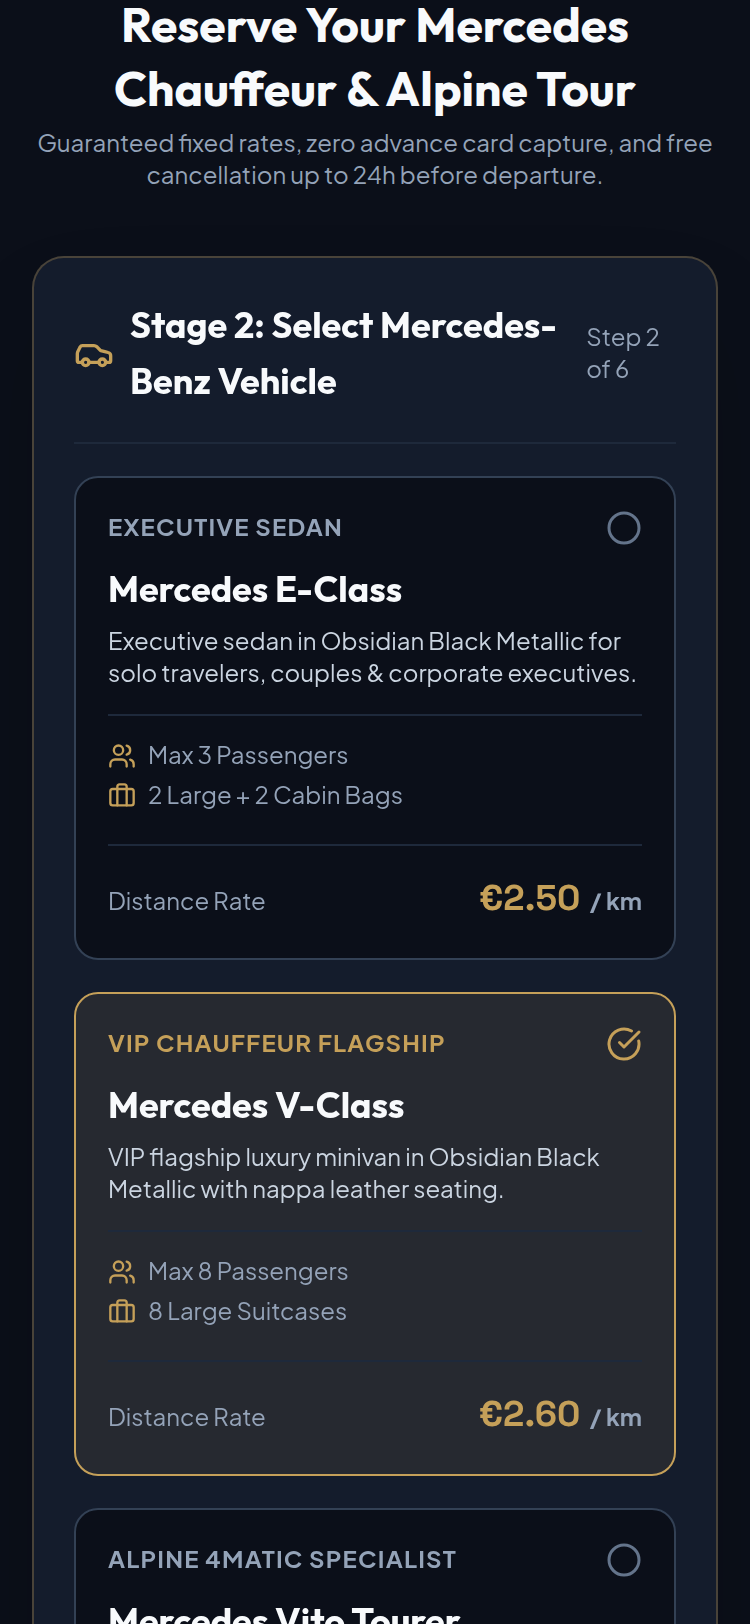 Reserve Your Mercedes
Chauffeur & Alpine Tour
Guaranteed fixed rates, zero advance card capture, and free
cancellation up to 24h before departure.
Stage 2: Select Mercedes-
Benz Vehicle
Step 2
of 6
EXECUTIVE SEDAN
Mercedes E-Class
Executive sedan in Obsidian Black Metallic for
solo travelers, couples & corporate executives.
Max 3 Passengers
2 Large + 2 Cabin Bags
Distance Rate €2.50 / km
VIP CHAUFFEUR FLAGSHIP
Mercedes V-Class
VIP flagship luxury minivan in Obsidian Black
Metallic with nappa leather seating.
Max 8 Passengers
8 Large Suitcases
Distance Rate €2.60 / km
ALPINE 4MATIC SPECIALIST
Mercedes Vito Tourer